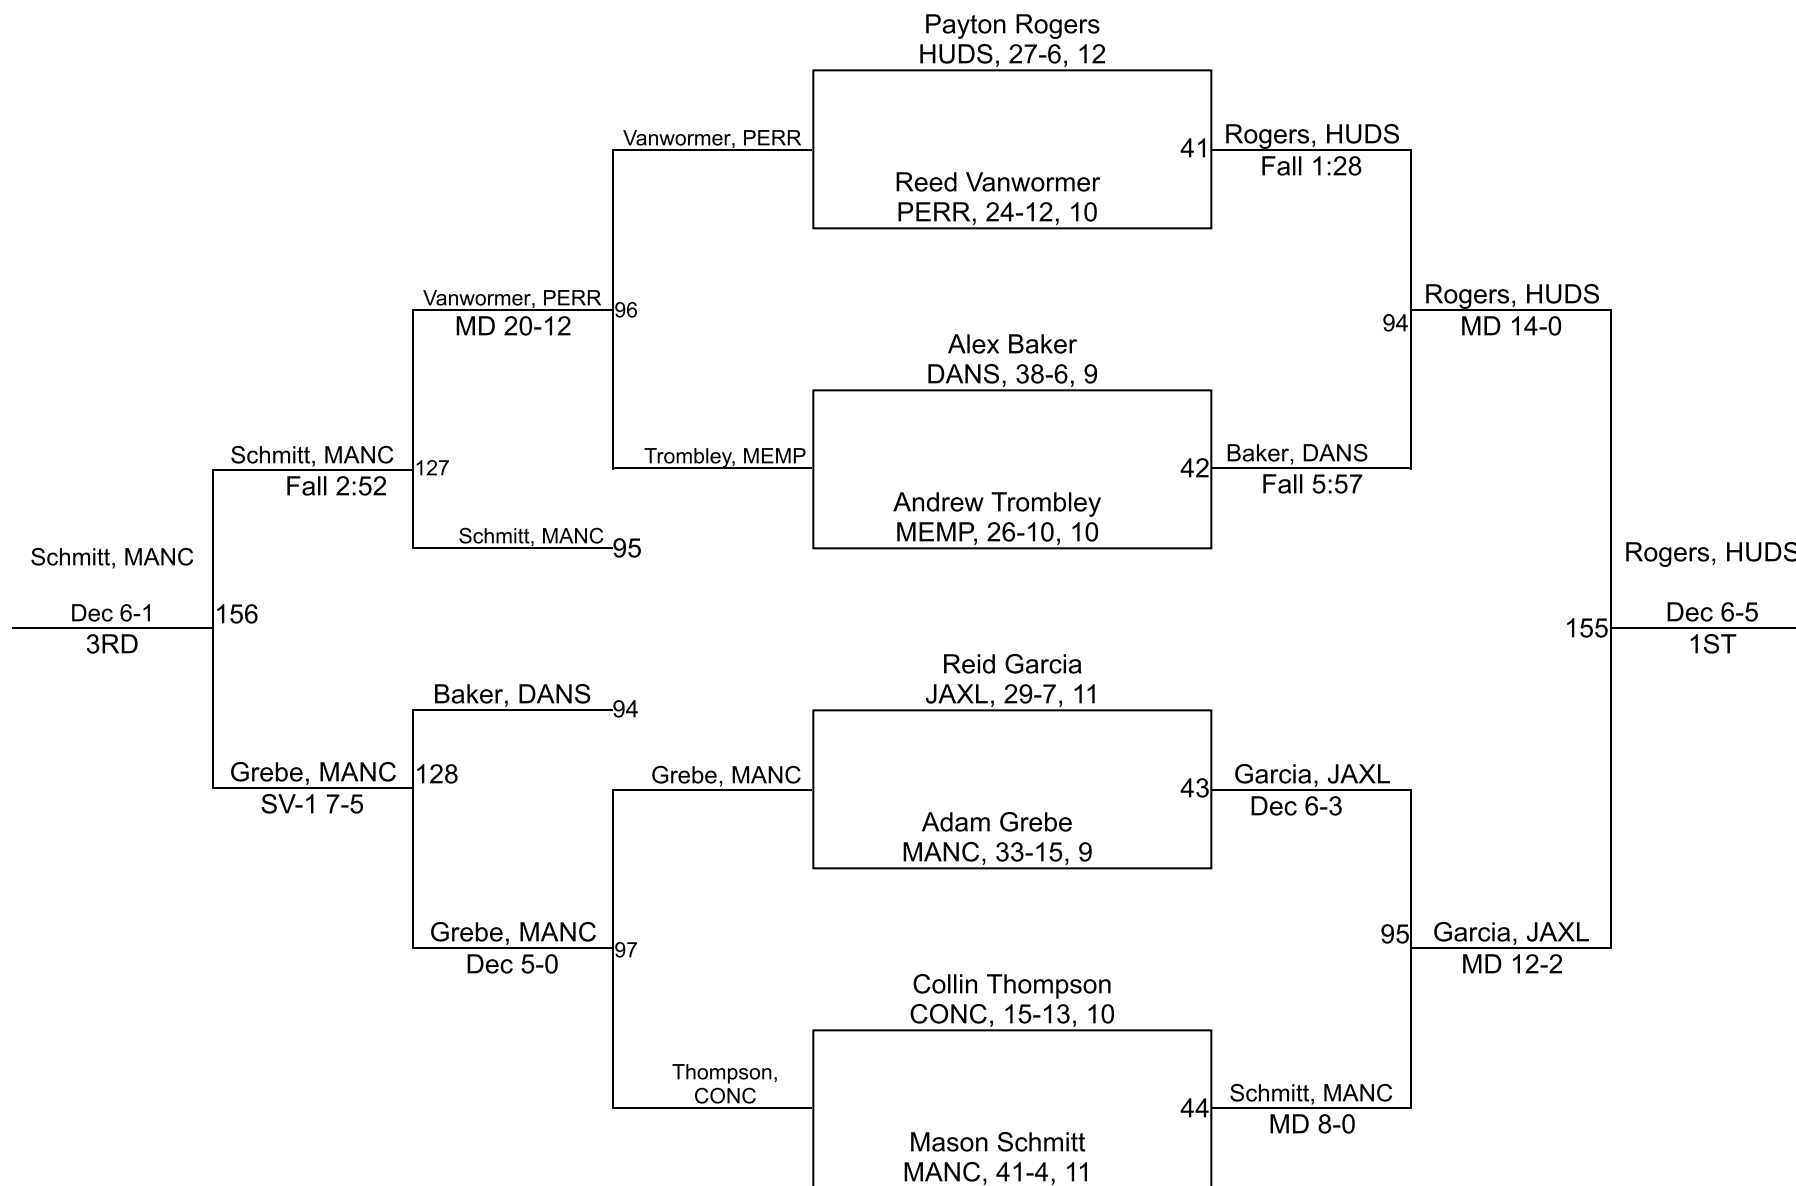 Payton Rogers
HUDS, 27-6, 12
Vanwormer, PERR
41
Rogers, HUDS
Fall 1:28
Reed Vanwormer
PERR, 24-12, 10
Vanwormer, PERR
96
MD 20-12
Rogers, HUDS
94
MD 14-0
Alex Baker
DANS, 38-6, 9
Schmitt, MANC
127
Fall 2:52
Trombley, MEMP
42
Baker, DANS
Fall 5:57
Andrew Trombley
MEMP, 26-10, 10
Schmitt, MANC
95
Schmitt, MANC
Dec 6-1
156
3RD
Rogers, HUDS
155
Dec 6-5
1ST
Reid Garcia
JAXL, 29-7, 11
Baker, DANS
94
Grebe, MANC
128
SV-1 7-5
Grebe, MANC
43
Garcia, JAXL
Dec 6-3
Adam Grebe
MANC, 33-15, 9
Grebe, MANC
97
Dec 5-0
95
Garcia, JAXL
MD 12-2
Collin Thompson
CONC, 15-13, 10
Thompson,
CONC
44
Schmitt, MANC
MD 8-0
Mason Schmitt
MANC, 41-4, 11